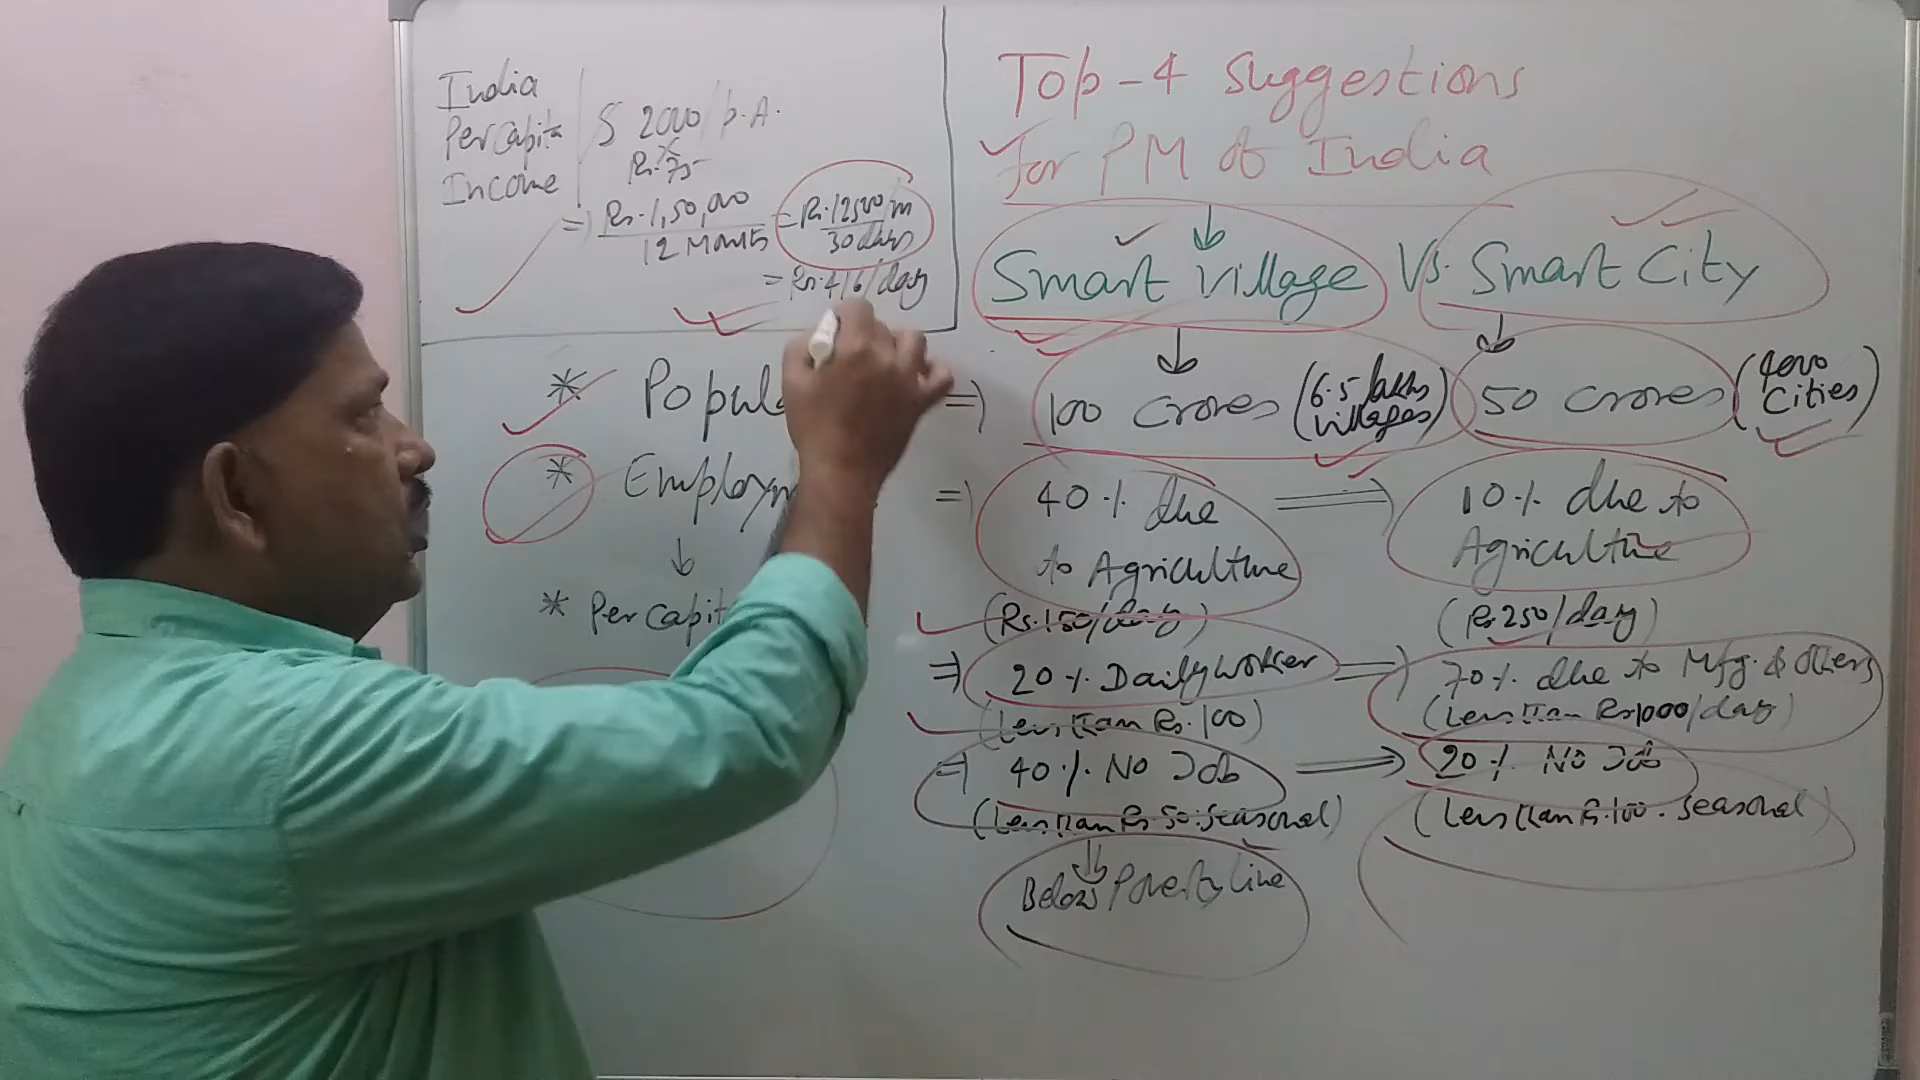 India
Per Capita
Income
$ 2000/p.A.
x
Rs.75
=) Rs.1,50,000
12 Months
= Rs.12500/m
30 days
= Rs.416/day
Top-4 Suggestions
for PM of India
Smart Village Vs. Smart City
* Popul
=) 100 Crores (6.5 lakhs Villages)
50 Crores (4000 Cities)
* Employm
=) 40% due
to Agriculture
(Rs.150/day)
10% due to
Agriculture
(Rs.250/day)
* Per capit
=) 20% Daily worker
(Less than Rs.100)
70% due to Mfg. & Others
(Less than Rs1000/day)
=) 40% No Job
(Less than Rs 50.Seasonal)
20% No Job
(Less than Rs.100. Seasonal)
Below Poverty Line